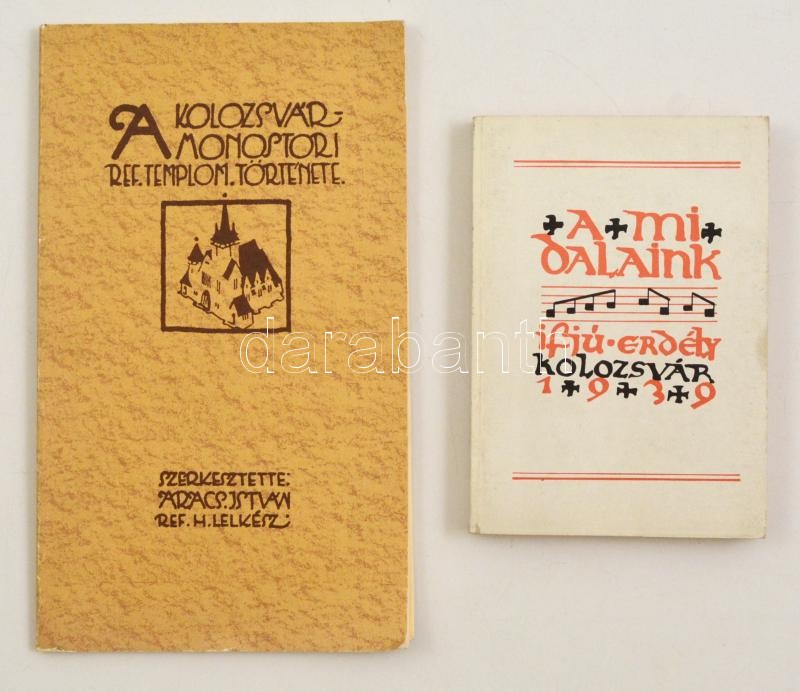 A KOLOZSVÁR-
MONOSTORI
REF. TEMPLOM. TÖRTÉNETE.
SZERKESZTETTE:
ARACS. ISTVÁN
REF. H. LELKÉSZ:
A MI
DALAINK
IFJÚ • ERDÉLY
KOLOZSVÁR
1939
darabanth